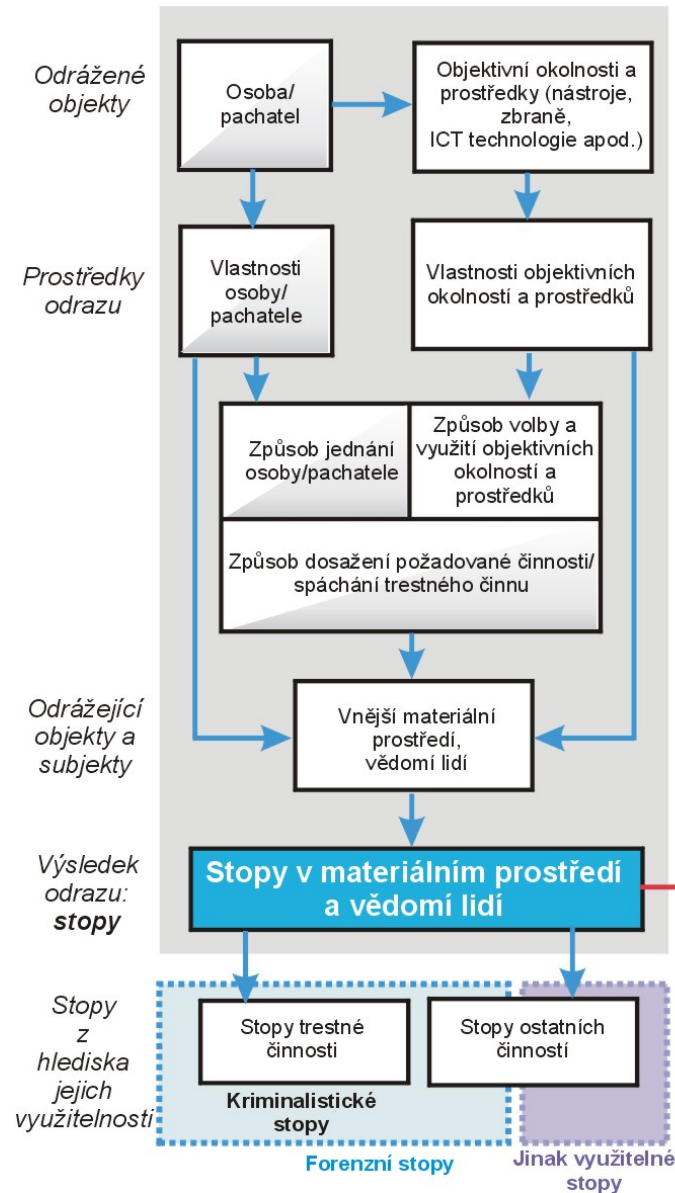 Odrážené
objekty
Osoba/
pachatel
Objektivní okolnosti a
prostředky (nástroje,
zbraně,
ICT technologie apod.)
Prostředky
odrazu
Vlastnosti
osoby/
pachatele
Vlastnosti objektivních
okolností a prostředků
Způsob jednání
osoby/pachatele
Způsob volby a
využití objektivních
okolností a
prostředků
Způsob dosažení požadované činnosti/
spáchání trestného činnu
Odrážející
objekty a
subjekty
Vnější materiální
prostředí,
vědomí lidí
Výsledek
odrazu:
stopy
Stopy v materiálním prostředí
a vědomí lidí
Stopy
z
hlediska
jejich
využitelnosti
Stopy trestné
činnosti
Stopy ostatních
činností
Kriminalistické
stopy
Forenzní stopy
Jinak využitelné
stopy